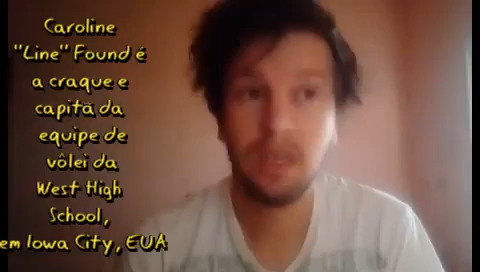 Caroline
"Line" Found é
a craque e
capitã da
equipe de
vôlei da
West High
School,
em Iowa City, EUA